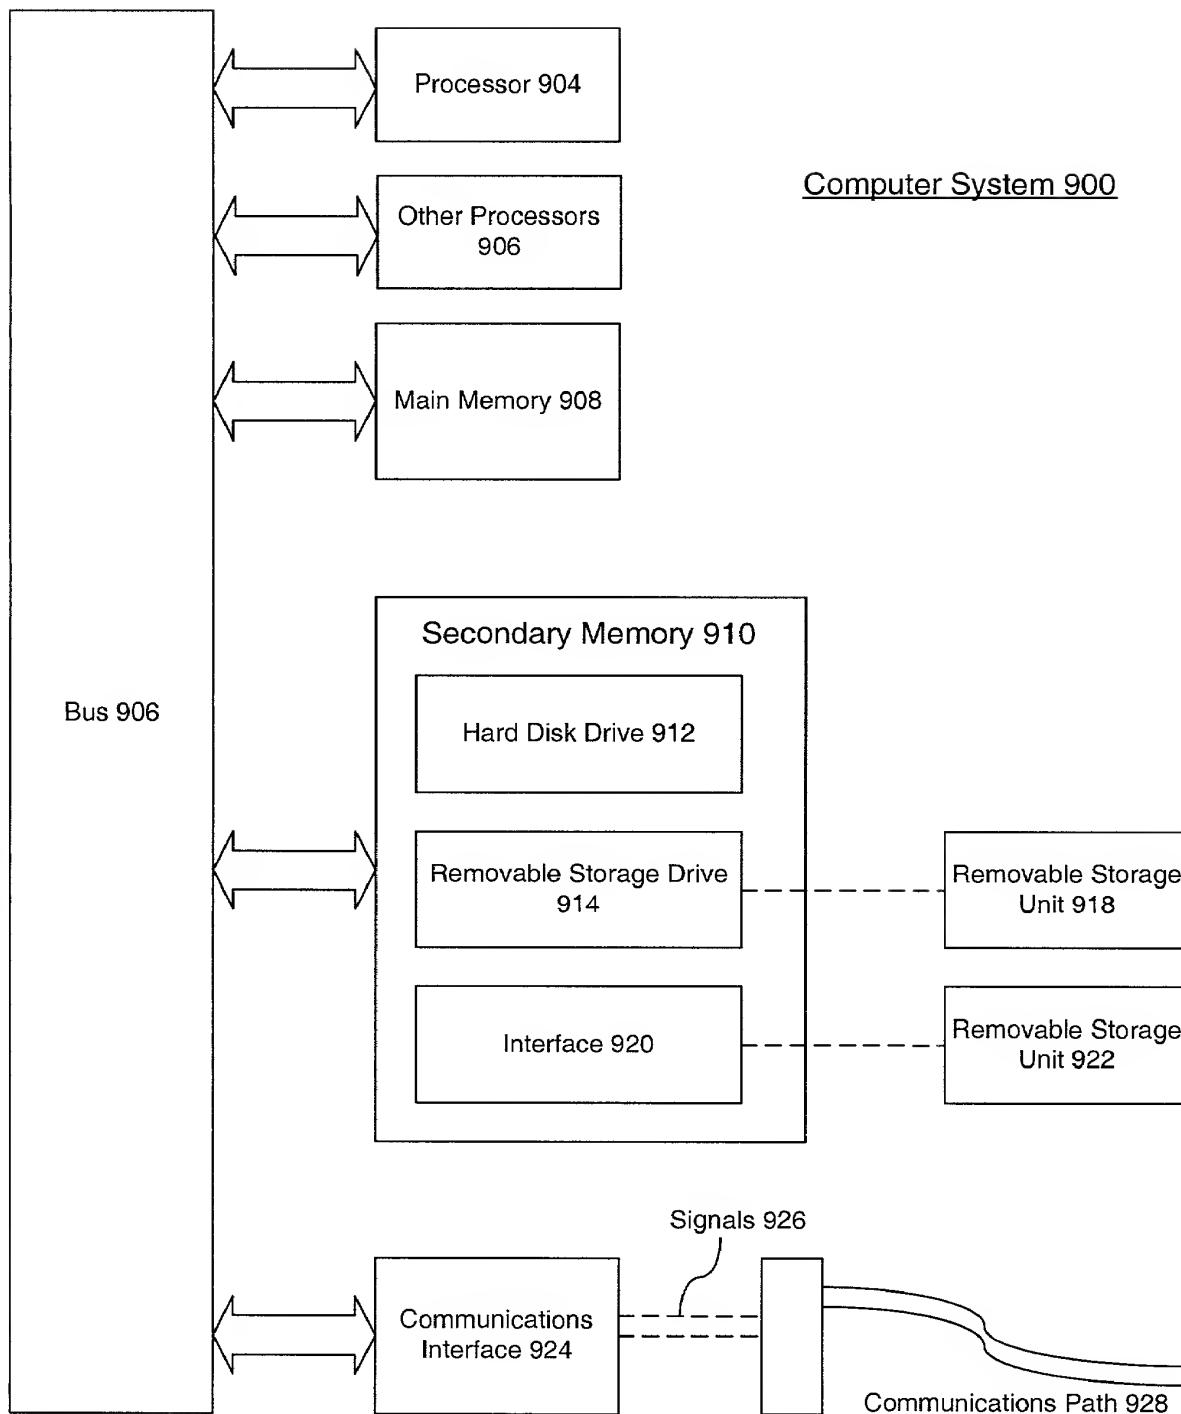 Processor 904
Computer System 900
Other Processors
906
Main Memory 908
Secondary Memory 910
Bus 906
Hard Disk Drive 912
Removable Storage Drive
914
Removable Storage
Unit 918
Interface 920
Removable Storage
Unit 922
Signals 926
Communications
Interface 924
Communications Path 928